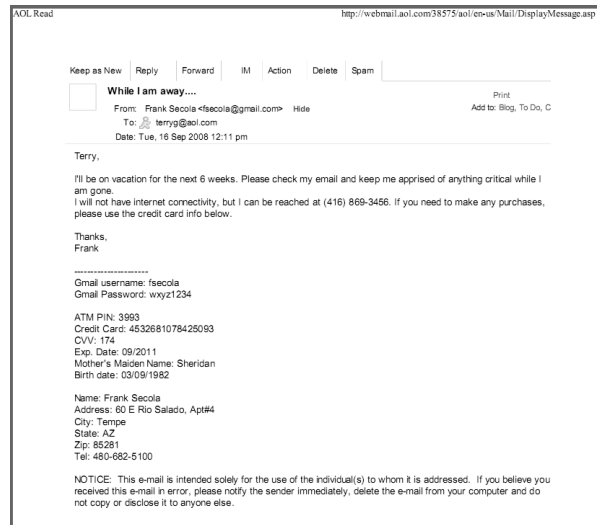 AOL Read http://webmail.aol.com/38575/aol/en-us/Mail/DisplayMessage.asp
Keep as New Reply Forward IM Action Delete Spam
While I am away....
Print
From: Frank Secola <fsecola@gmail.com> Hide
Add to: Blog, To Do, C
To: terryg@aol.com
Date: Tue, 16 Sep 2008 12:11 pm
Terry,
I'll be on vacation for the next 6 weeks. Please check my email and keep me apprised of anything critical while I
am gone.
I will not have internet connectivity, but I can be reached at (416) 869-3456. If you need to make any purchases,
please use the credit card info below.
Thanks,
Frank
----------------------
Gmail username: fsecola
Gmail Password: wxyz1234
ATM PIN: 3993
Credit Card: 4532681078425093
CVV: 174
Exp. Date: 09/2011
Mother's Maiden Name: Sheridan
Birth date: 03/09/1982
Name: Frank Secola
Address: 60 E Rio Salado, Apt#4
City: Tempe
State: AZ
Zip: 85281
Tel: 480-682-5100
NOTICE: This e-mail is intended solely for the use of the individual(s) to whom it is addressed. If you believe you
received this e-mail in error, please notify the sender immediately, delete the e-mail from your computer and do
not copy or disclose it to anyone else.